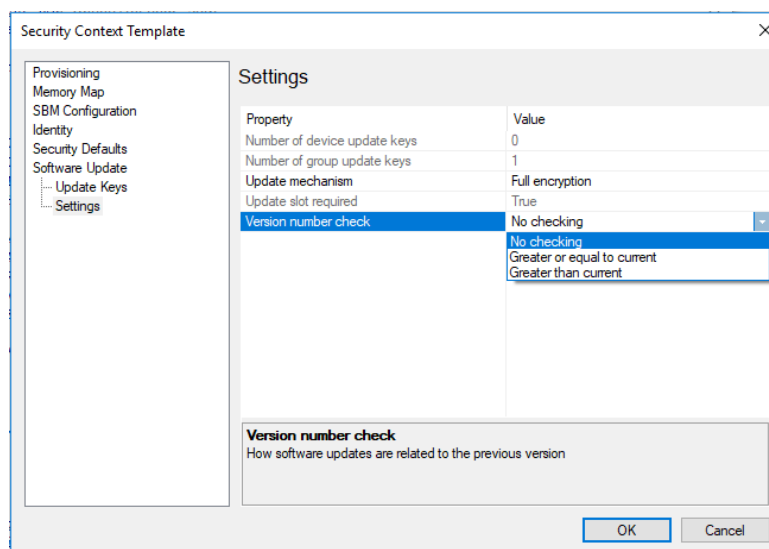 Security Context Template
Provisioning
Memory Map
SBM Configuration
Identity
Security Defaults
Software Update
Update Keys
Settings
Settings
Property Value
Number of device update keys 0
Number of group update keys 1
Update mechanism Full encryption
Update slot required True
Version number check No checking
No checking
Greater or equal to current
Greater than current
Version number check
How software updates are related to the previous version
OK Cancel